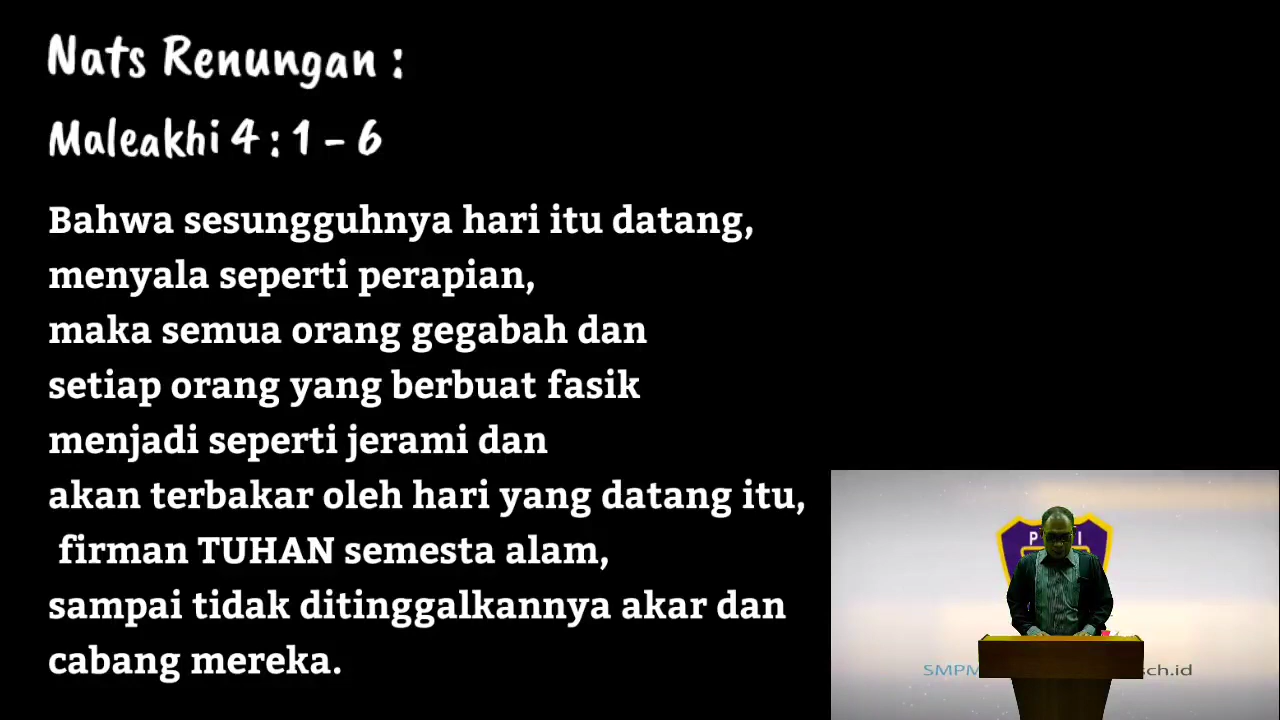 Nats Renungan :
Maleakhi 4 : 1 - 6
Bahwa sesungguhnya hari itu datang,
menyala seperti perapian,
maka semua orang gegabah dan
setiap orang yang berbuat fasik
menjadi seperti jerami dan
akan terbakar oleh hari yang datang itu,
firman TUHAN semesta alam,
sampai tidak ditinggalkannya akar dan
cabang mereka.